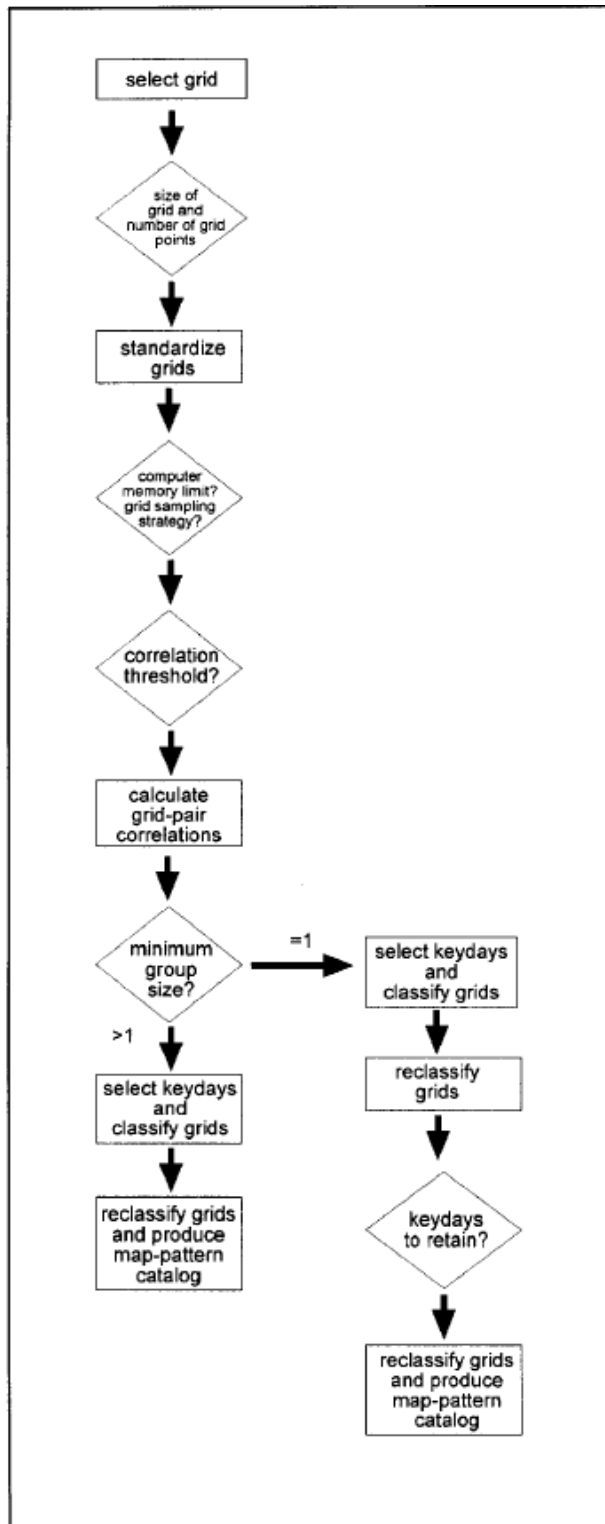 select grid
size of
grid and
number of grid
points
standardize
grids
computer
memory limit?
grid sampling
strategy?
correlation
threshold?
calculate
grid-pair
correlations
minimum
group
size?
=1
>1
select keydays
and
classify grids
reclassify grids
and produce
map-pattern
catalog
select keydays
and
classify grids
reclassify
grids
keydays
to retain?
reclassify grids
and produce
map-pattern
catalog